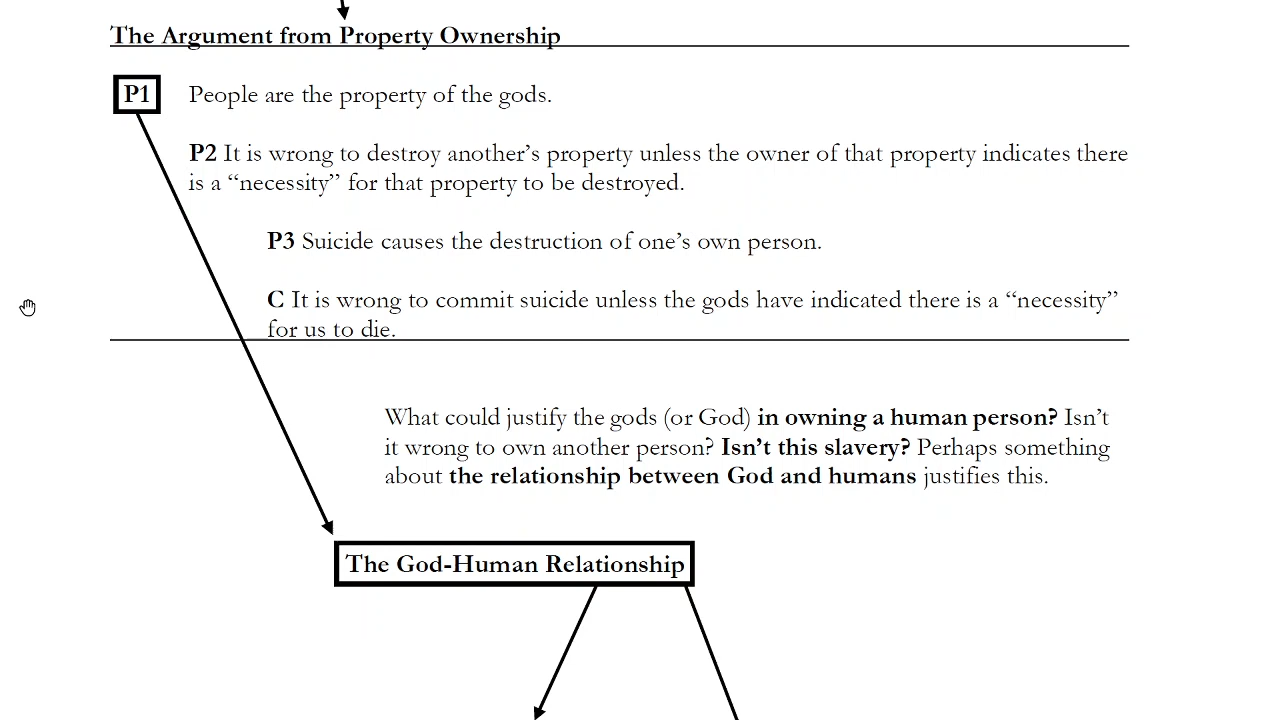 The Argument from Property Ownership
P1 People are the property of the gods.
P2 It is wrong to destroy another’s property unless the owner of that property indicates there
is a “necessity” for that property to be destroyed.
P3 Suicide causes the destruction of one’s own person.
C It is wrong to commit suicide unless the gods have indicated there is a “necessity”
for us to die.
What could justify the gods (or God) in owning a human person? Isn’t
it wrong to own another person? Isn’t this slavery? Perhaps something
about the relationship between God and humans justifies this.
The God-Human Relationship